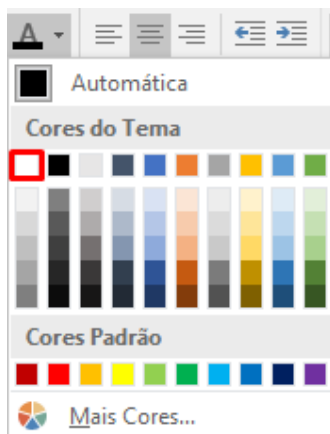 A
Automática
Cores do Tema
Cores Padrão
Mais Cores...